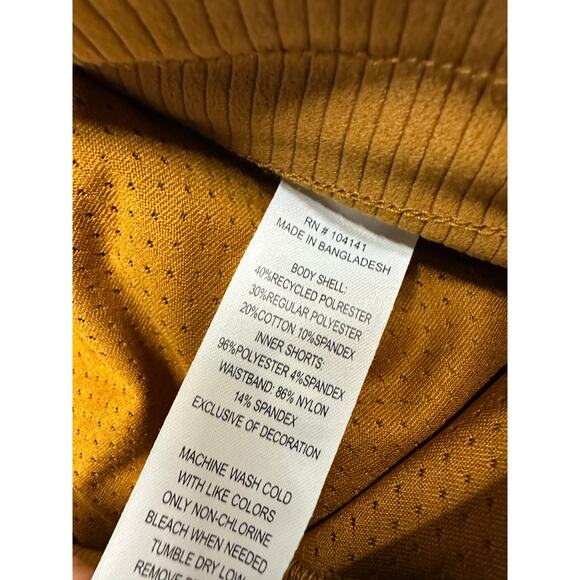 RN # 104141
MADE IN BANGLADESH
BODY SHELL:
40%RECYCLED POLRESTER
30%REGULAR POLYESTER
20%COTTON 10%SPANDEX
INNER SHORTS:
96%POLYESTER 4%SPANDEX
WAISTBAND: 86% NYLON
14% SPANDEX
EXCLUSIVE OF DECORATION
MACHINE WASH COLD
WITH LIKE COLORS
ONLY NON-CHLORINE
BLEACH WHEN NEEDED
TUMBLE DRY LOW
REMOVE